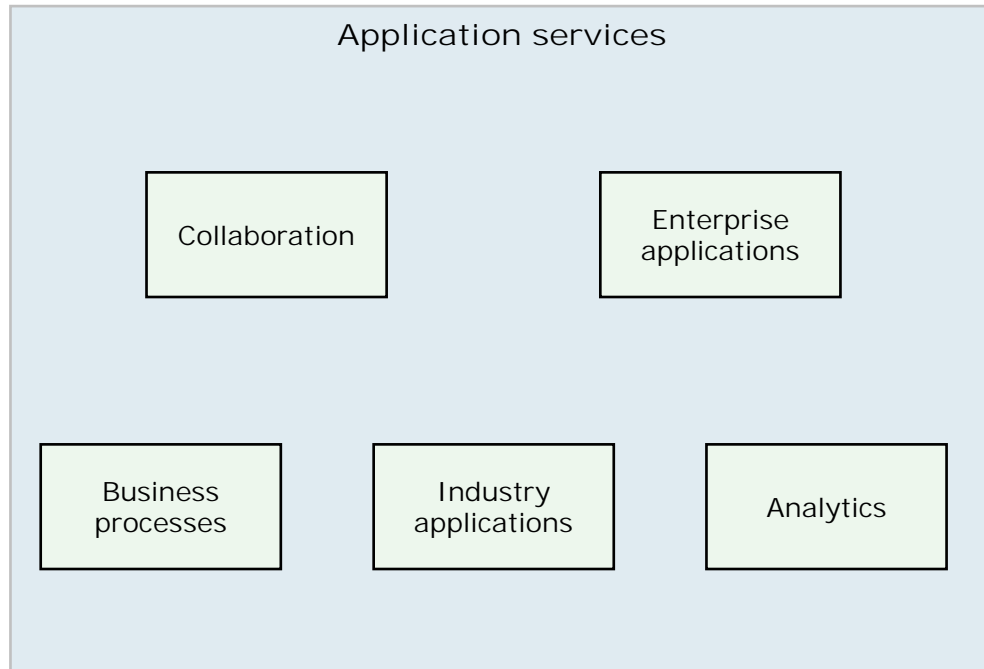 Application services
Collaboration
Enterprise
applications
Business
processes
Industry
applications
Analytics